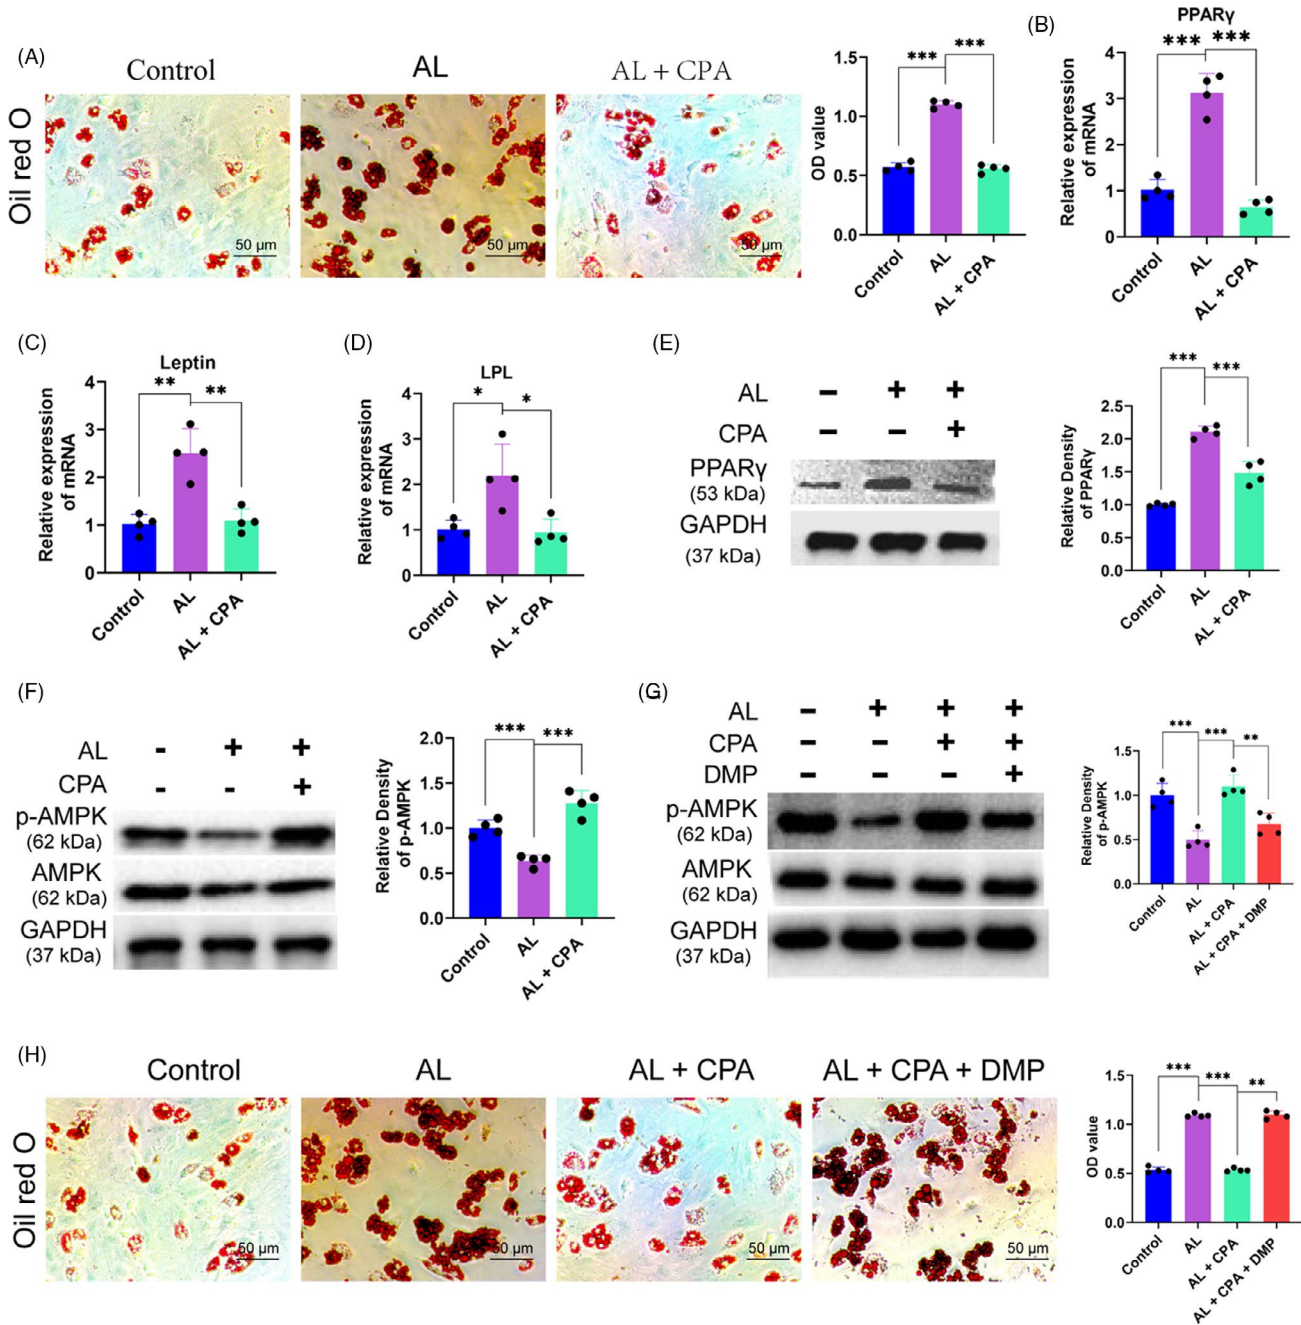 (A)
Control
AL
AL + CPA
Oil red O
50 µm
50 µm
50 µm
OD value
1.5
1.0
0.5
0.0
***
***
Control
AL
AL + CPA
(B)
PPARγ
Relative expression
of mRNA
4
3
2
1
0
***
***
Control
AL
AL + CPA
(C)
Leptin
Relative expression
of mRNA
4
3
2
1
0
**
**
Control
AL
AL + CPA
(D)
LPL
Relative expression
of mRNA
4
3
2
1
0
*
*
Control
AL
AL + CPA
(E)
AL − + +
CPA − − +
PPARγ
(53 kDa)
GAPDH
(37 kDa)
Relative Density
of PPARγ
2.5
2.0
1.5
1.0
0.5
0.0
***
***
Control
AL
AL + CPA
(F)
AL - + +
CPA - - +
p-AMPK
(62 kDa)
AMPK
(62 kDa)
GAPDH
(37 kDa)
Relative Density
of p-AMPK
2.0
1.5
1.0
0.5
0.0
***
***
Control
AL
AL + CPA
(G)
AL − + + +
CPA − − + +
DMP − − − +
p-AMPK
(62 kDa)
AMPK
(62 kDa)
GAPDH
(37 kDa)
Relative Density
of p-AMPK
1.5
1.0
0.5
0.0
***
***
**
Control
AL
AL + CPA
AL + CPA + DMP
(H)
Control
AL
AL + CPA
AL + CPA + DMP
Oil red O
50 µm
50 µm
50 µm
50 µm
OD value
1.5
1.0
0.5
0.0
***
***
**
Control
AL
AL + CPA
AL + CPA + DMP